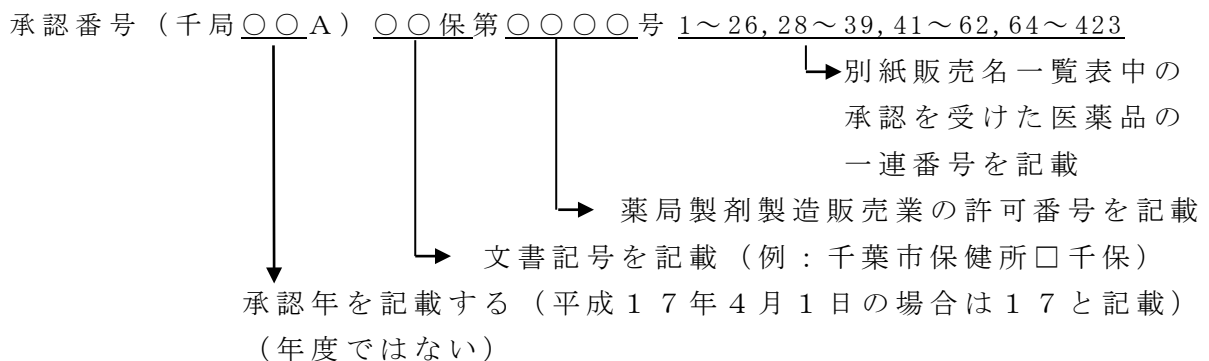 承認番号（千局○○A）○○保第○○○○号 1～26,28～39,41～62,64～423
別紙販売名一覧表中の
承認を受けた医薬品の
一連番号を記載
薬局製剤製造販売業の許可番号を記載
文書記号を記載（例：千葉市保健所□千保）
承認年を記載する（平成１７年４月１日の場合は１７と記載）
（年度ではない）